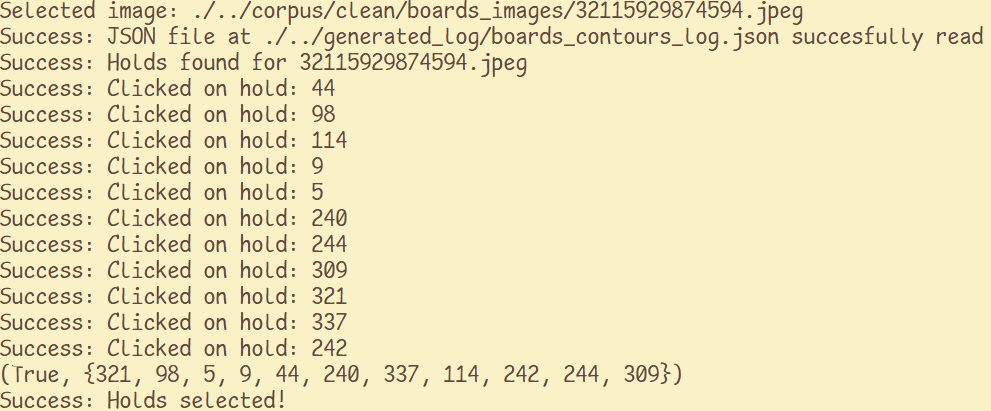 Selected image: ./../corpus/clean/boards_images/32115929874594.jpeg
Success: JSON file at ./../generated_log/boards_contours_log.json succesfully read
Success: Holds found for 32115929874594.jpeg
Success: Clicked on hold: 44
Success: Clicked on hold: 98
Success: Clicked on hold: 114
Success: Clicked on hold: 9
Success: Clicked on hold: 5
Success: Clicked on hold: 240
Success: Clicked on hold: 244
Success: Clicked on hold: 309
Success: Clicked on hold: 321
Success: Clicked on hold: 337
Success: Clicked on hold: 242
(True, {321, 98, 5, 9, 44, 240, 337, 114, 242, 244, 309})
Success: Holds selected!